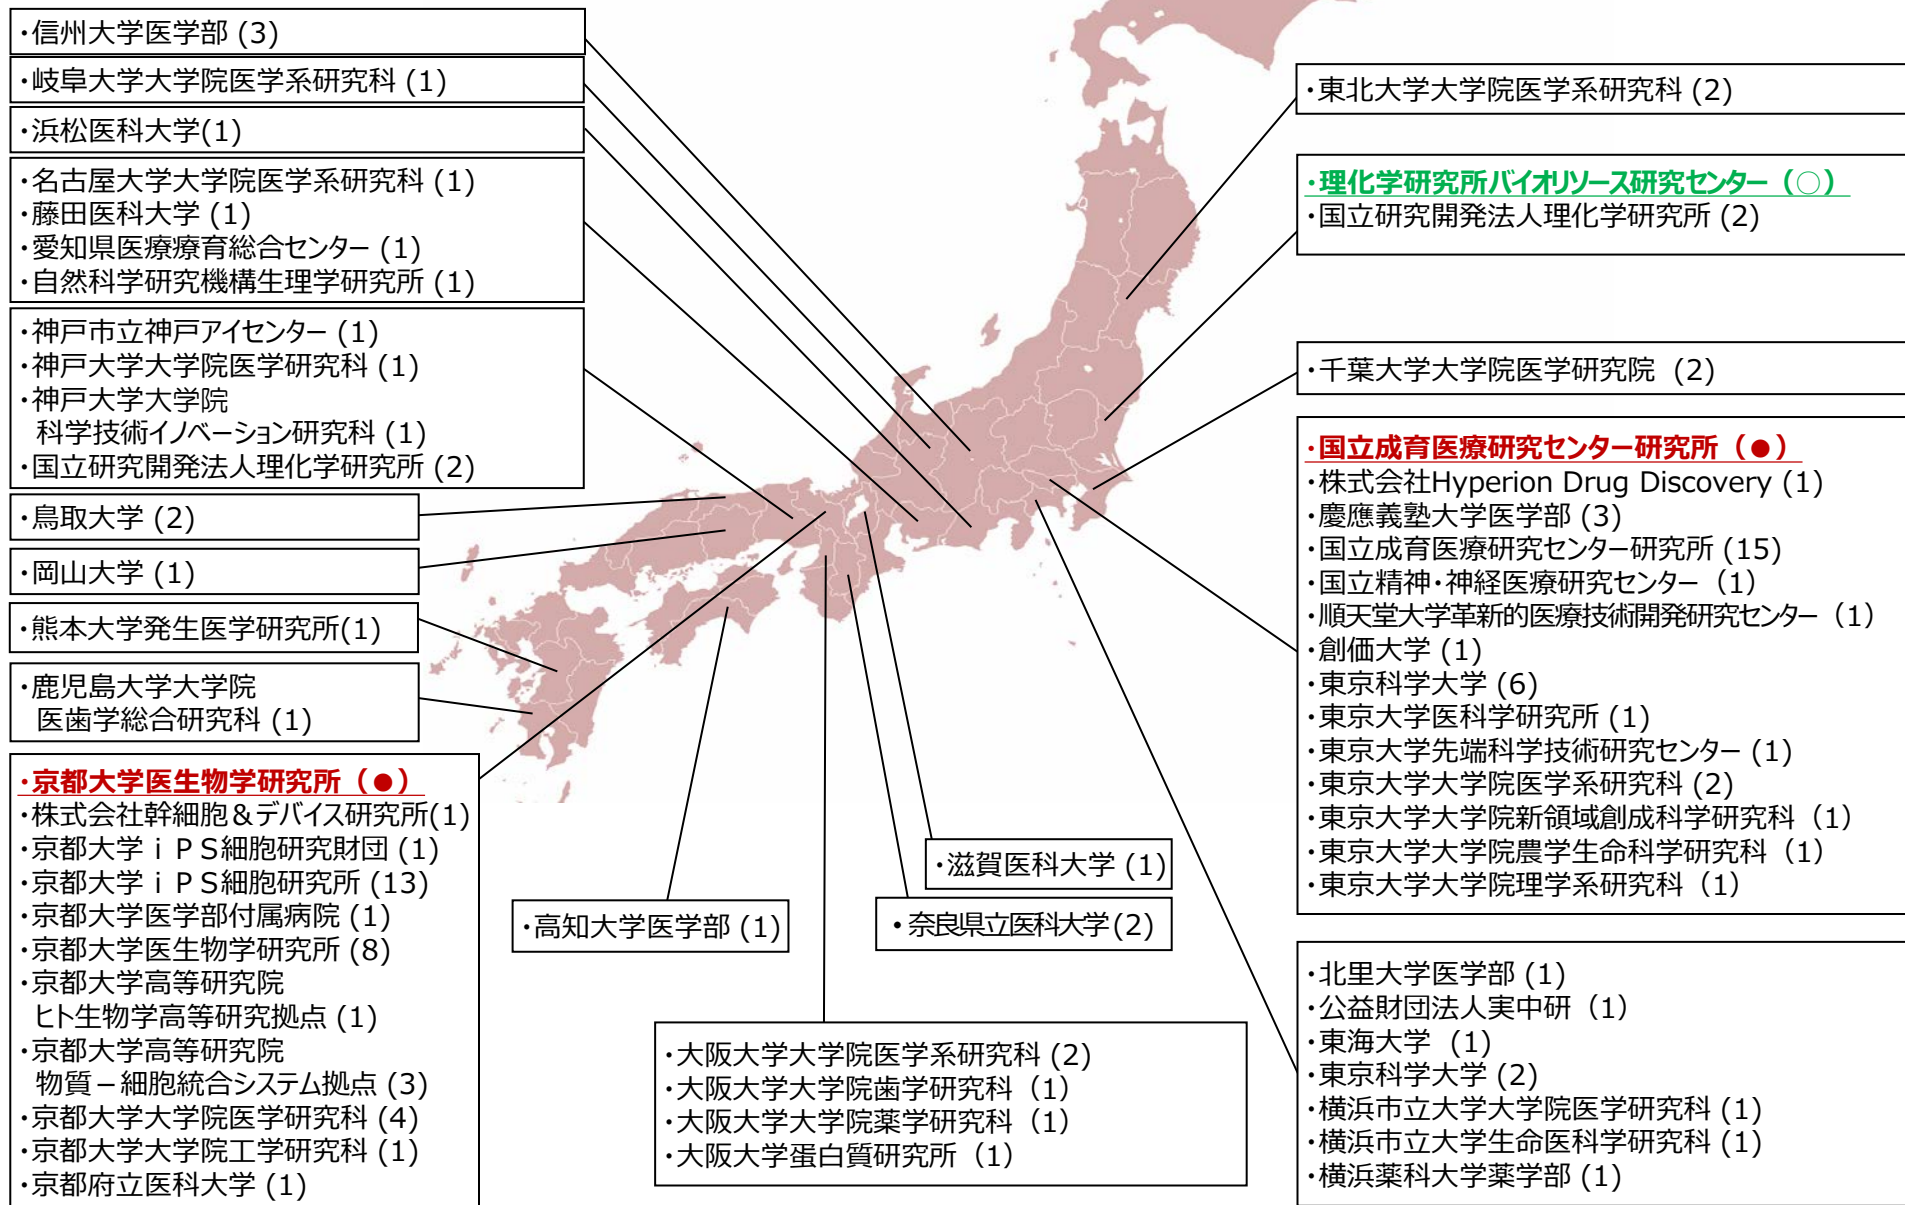 ・信州大学医学部 (3)
・岐阜大学大学院医学系研究科 (1)
・浜松医科大学(1)
・名古屋大学大学院医学系研究科 (1)
・藤田医科大学 (1)
・愛知県医療療育総合センター (1)
・自然科学研究機構生理学研究所 (1)
・神戸市立神戸アイセンター (1)
・神戸大学大学院医学研究科 (1)
・神戸大学大学院
科学技術イノベーション研究科 (1)
・国立研究開発法人理化学研究所 (2)
・鳥取大学 (2)
・岡山大学 (1)
・熊本大学発生医学研究所(1)
・鹿児島大学大学院
医歯学総合研究科 (1)
・京都大学医生物学研究所（●）
・株式会社幹細胞＆デバイス研究所(1)
・京都大学ｉＰＳ細胞研究財団 (1)
・京都大学ｉＰＳ細胞研究所 (13)
・京都大学医学部付属病院 (1)
・京都大学医生物学研究所 (8)
・京都大学高等研究院
ヒト生物学高等研究拠点 (1)
・京都大学高等研究院
物質－細胞統合システム拠点 (3)
・京都大学大学院医学研究科 (4)
・京都大学大学院工学研究科 (1)
・京都府立医科大学 (1)
・高知大学医学部 (1)
・滋賀医科大学 (1)
・奈良県立医科大学(2)
・大阪大学大学院医学系研究科 (2)
・大阪大学大学院歯学研究科（1）
・大阪大学大学院薬学研究科（1）
・大阪大学蛋白質研究所（1）
・東北大学大学院医学系研究科 (2)
・理化学研究所バイオリソース研究センター（○）
・国立研究開発法人理化学研究所 (2)
・千葉大学大学院医学研究院（2）
・国立成育医療研究センター研究所（●）
・株式会社Hyperion Drug Discovery (1)
・慶應義塾大学医学部 (3)
・国立成育医療研究センター研究所 (15)
・国立精神・神経医療研究センター（1）
・順天堂大学革新的医療技術開発研究センター（1）
・創価大学 (1)
・東京科学大学 (6)
・東京大学医科学研究所 (1)
・東京大学先端科学技術研究センター (1)
・東京大学大学院医学系研究科 (2)
・東京大学大学院新領域創成科学研究科（1）
・東京大学大学院農学生命科学研究科（1）
・東京大学大学院理学系研究科（1）
・北里大学医学部 (1)
・公益財団法人実中研（1）
・東海大学 (1)
・東京科学大学 (2)
・横浜市立大学大学院医学研究科 (1)
・横浜市立大学生命医科学研究科 (1)
・横浜薬科大学薬学部 (1)